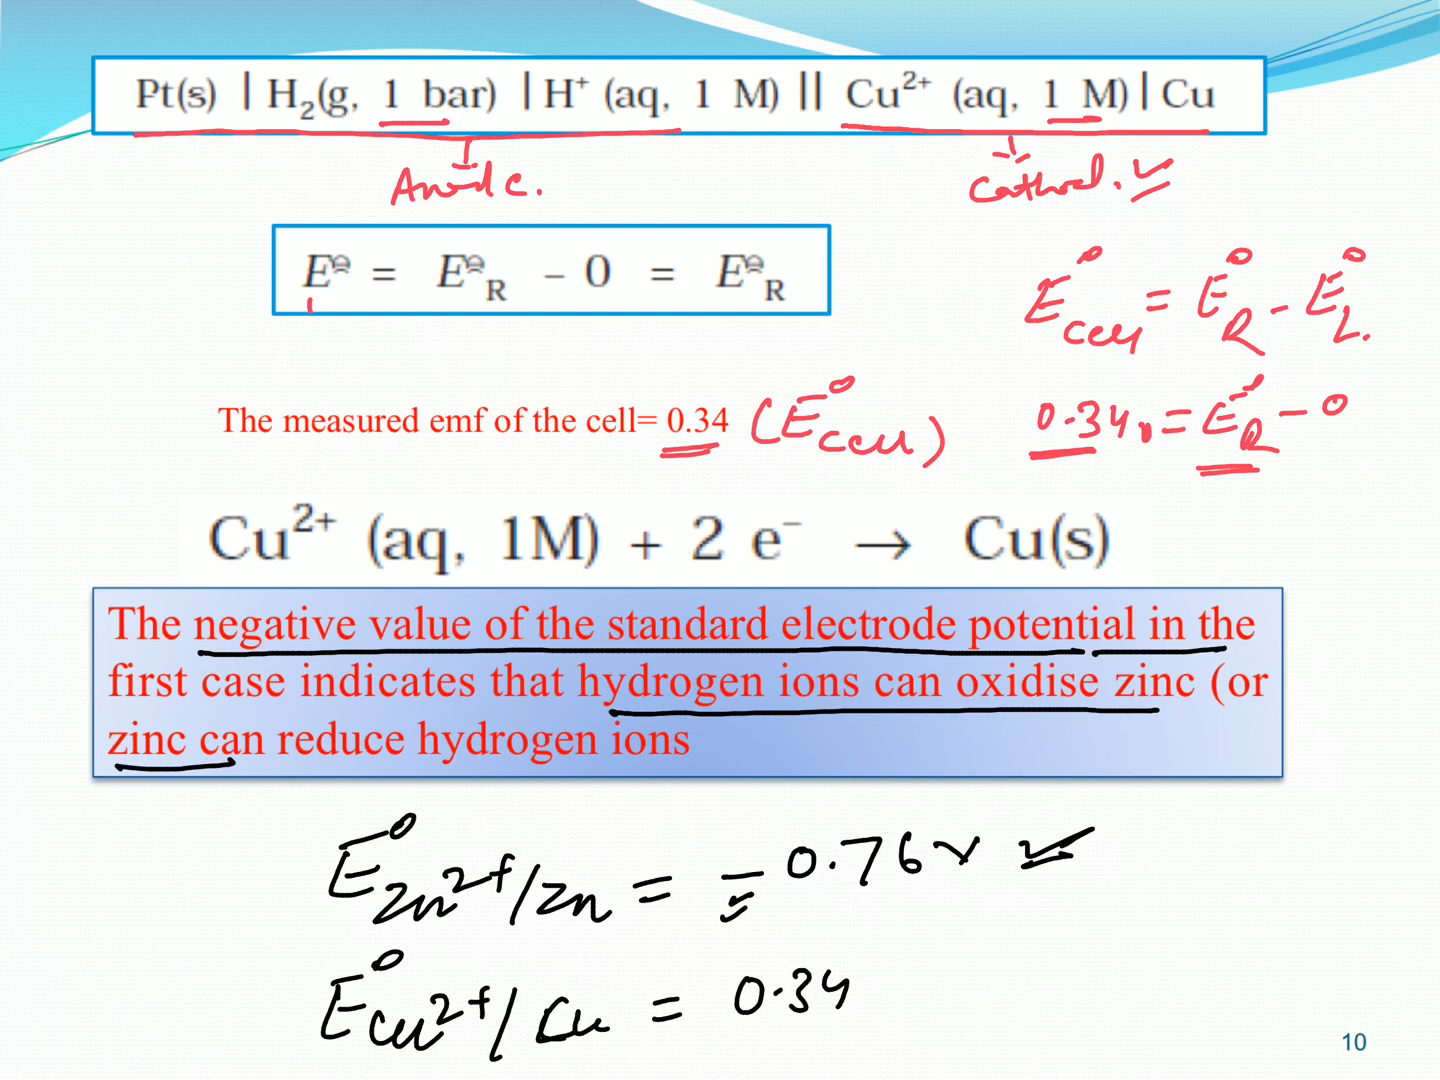 Pt(s) | H₂(g, 1 bar) | H⁺ (aq, 1 M) || Cu²⁺ (aq, 1 M) | Cu
Anode.
Cathod.
E⊖ = E⊖R – 0 = E⊖R
E°cell = E°R - E°L.
The measured emf of the cell= 0.34 (E°cell)
0.34v = E°R - 0
Cu²⁺ (aq, 1M) + 2 e⁻ → Cu(s)
The negative value of the standard electrode potential in the
first case indicates that hydrogen ions can oxidise zinc (or
zinc can reduce hydrogen ions
E°Zn²⁺/Zn = - 0.76 V
E°Cu²⁺/Cu = 0.34
10